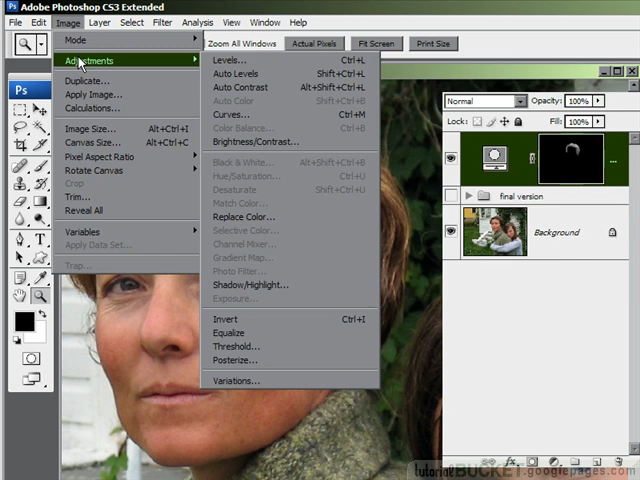 Adobe Photoshop CS3 Extended
File Edit Image Layer Select Filter Analysis View Window Help
Zoom All Windows Actual Pixels Fit Screen Print Size
Mode
Adjustments
Duplicate...
Apply Image...
Calculations...
Image Size... Alt+Ctrl+I
Canvas Size... Alt+Ctrl+C
Pixel Aspect Ratio
Rotate Canvas
Crop
Trim...
Reveal All
Variables
Apply Data Set...
Trap...
Levels... Ctrl+L
Auto Levels Shift+Ctrl+L
Auto Contrast Alt+Shift+Ctrl+L
Auto Color Shift+Ctrl+B
Curves... Ctrl+M
Color Balance... Ctrl+B
Brightness/Contrast...
Black & White... Alt+Shift+Ctrl+B
Hue/Saturation... Ctrl+U
Desaturate Shift+Ctrl+U
Match Color...
Replace Color...
Selective Color...
Channel Mixer...
Gradient Map...
Photo Filter...
Shadow/Highlight...
Exposure...
Invert Ctrl+I
Equalize
Threshold...
Posterize...
Variations...
Ps
Normal Opacity: 100%
Lock: Fill: 100%
...
final version
Background
fx
tutorialBUCKET.googlepages.com